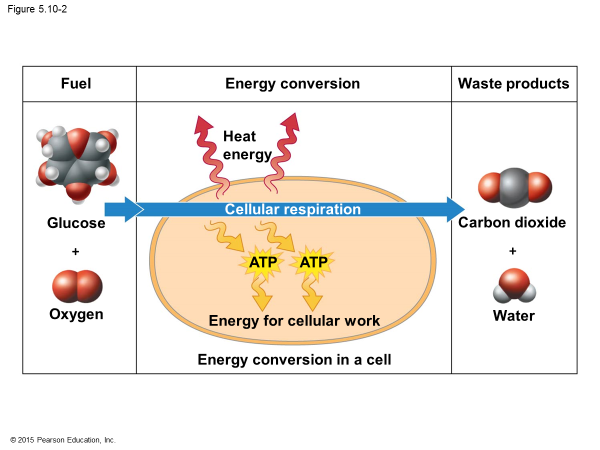 Figure 5.10-2
Fuel
Energy conversion
Waste products
Heat
energy
Cellular respiration
Glucose
+
Oxygen
ATP
ATP
Energy for cellular work
Energy conversion in a cell
Carbon dioxide
+
Water
© 2015 Pearson Education, Inc.